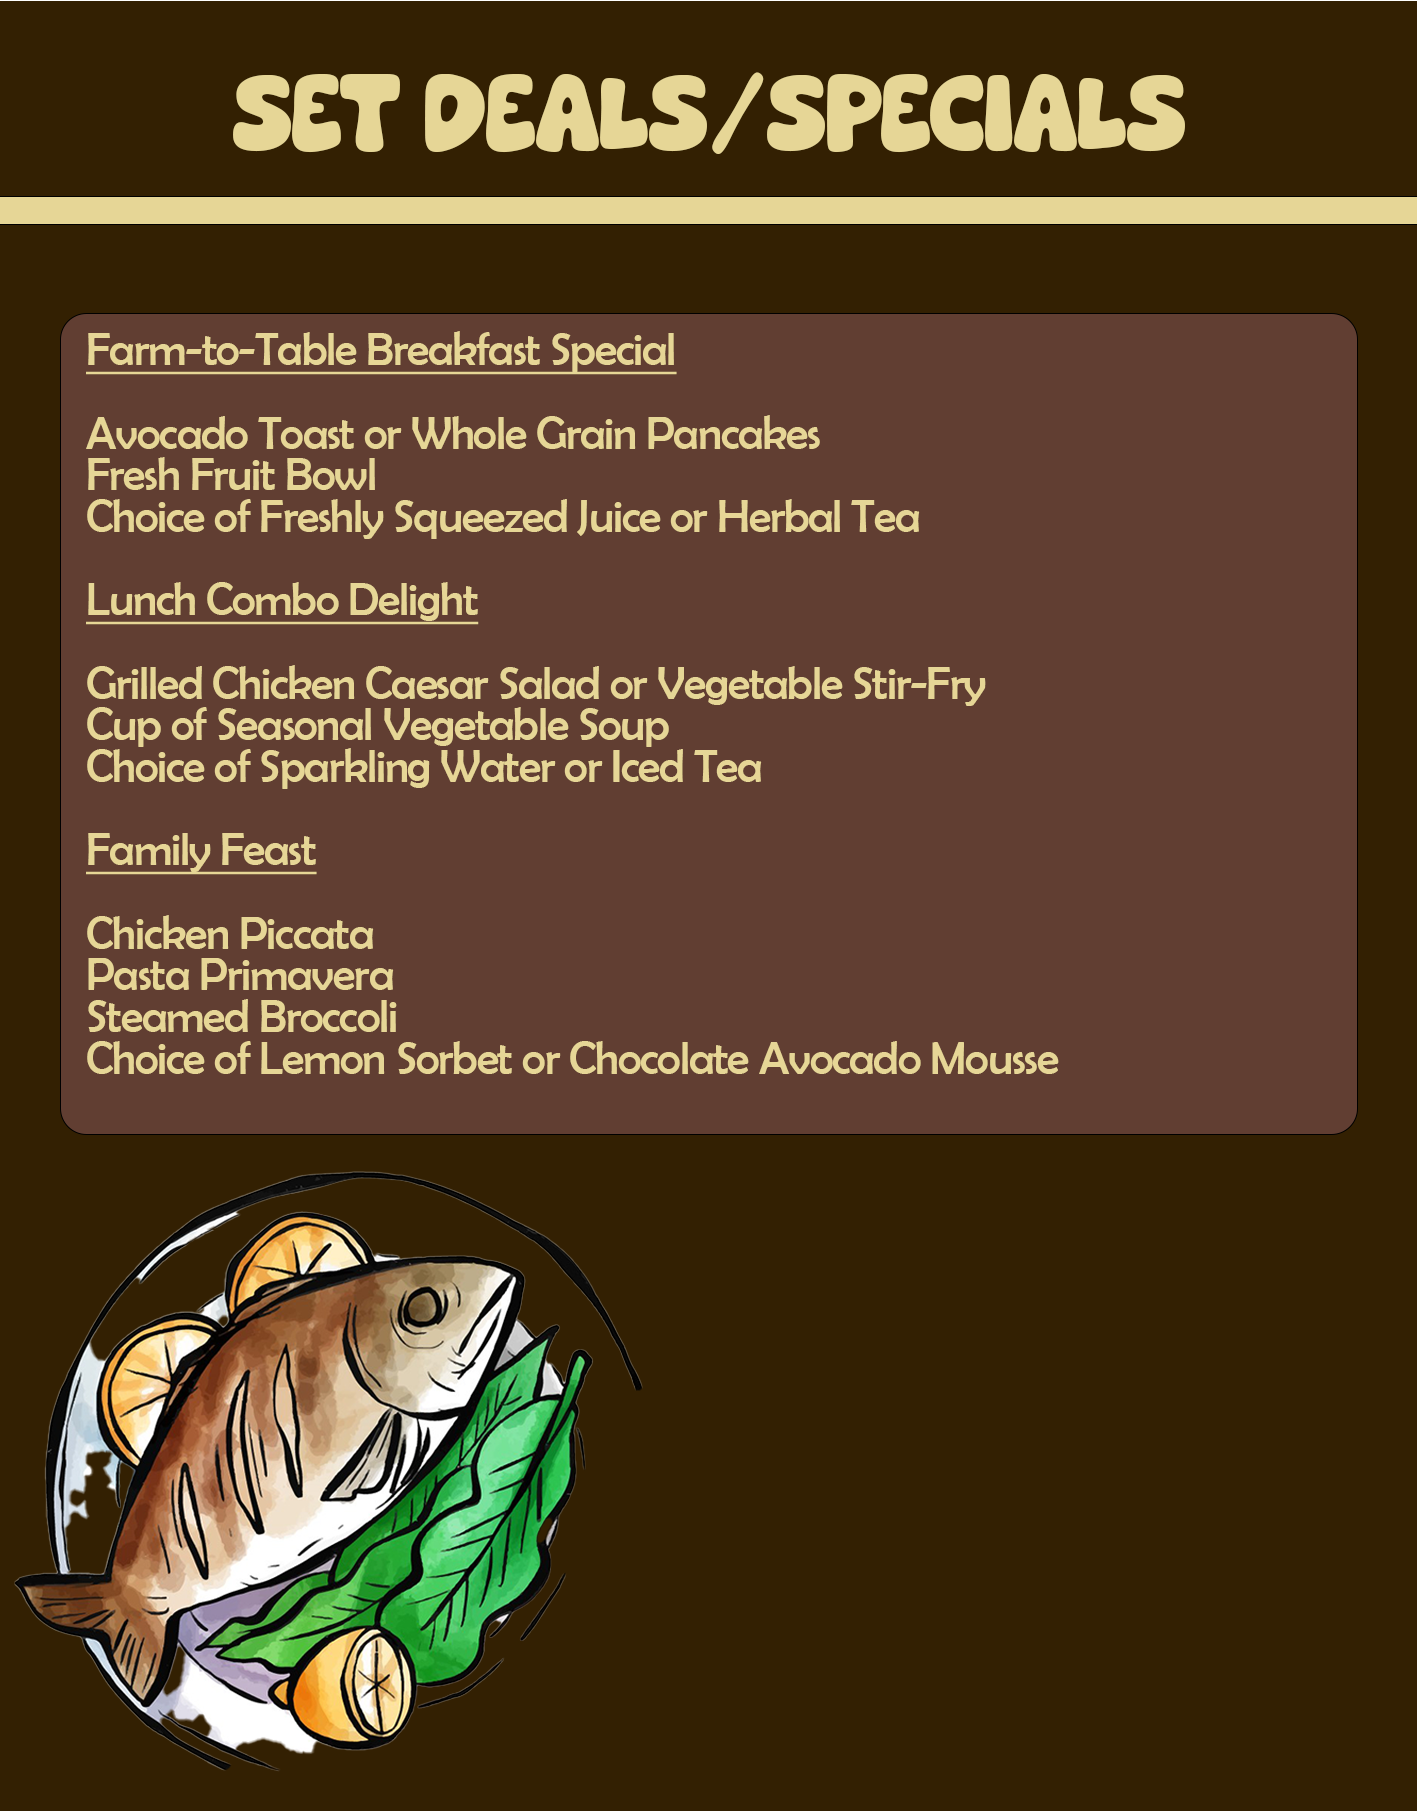 SET DEALS/SPECIALS
Farm-to-Table Breakfast Special
Avocado Toast or Whole Grain Pancakes
Fresh Fruit Bowl
Choice of Freshly Squeezed Juice or Herbal Tea
Lunch Combo Delight
Grilled Chicken Caesar Salad or Vegetable Stir-Fry
Cup of Seasonal Vegetable Soup
Choice of Sparkling Water or Iced Tea
Family Feast
Chicken Piccata
Pasta Primavera
Steamed Broccoli
Choice of Lemon Sorbet or Chocolate Avocado Mousse